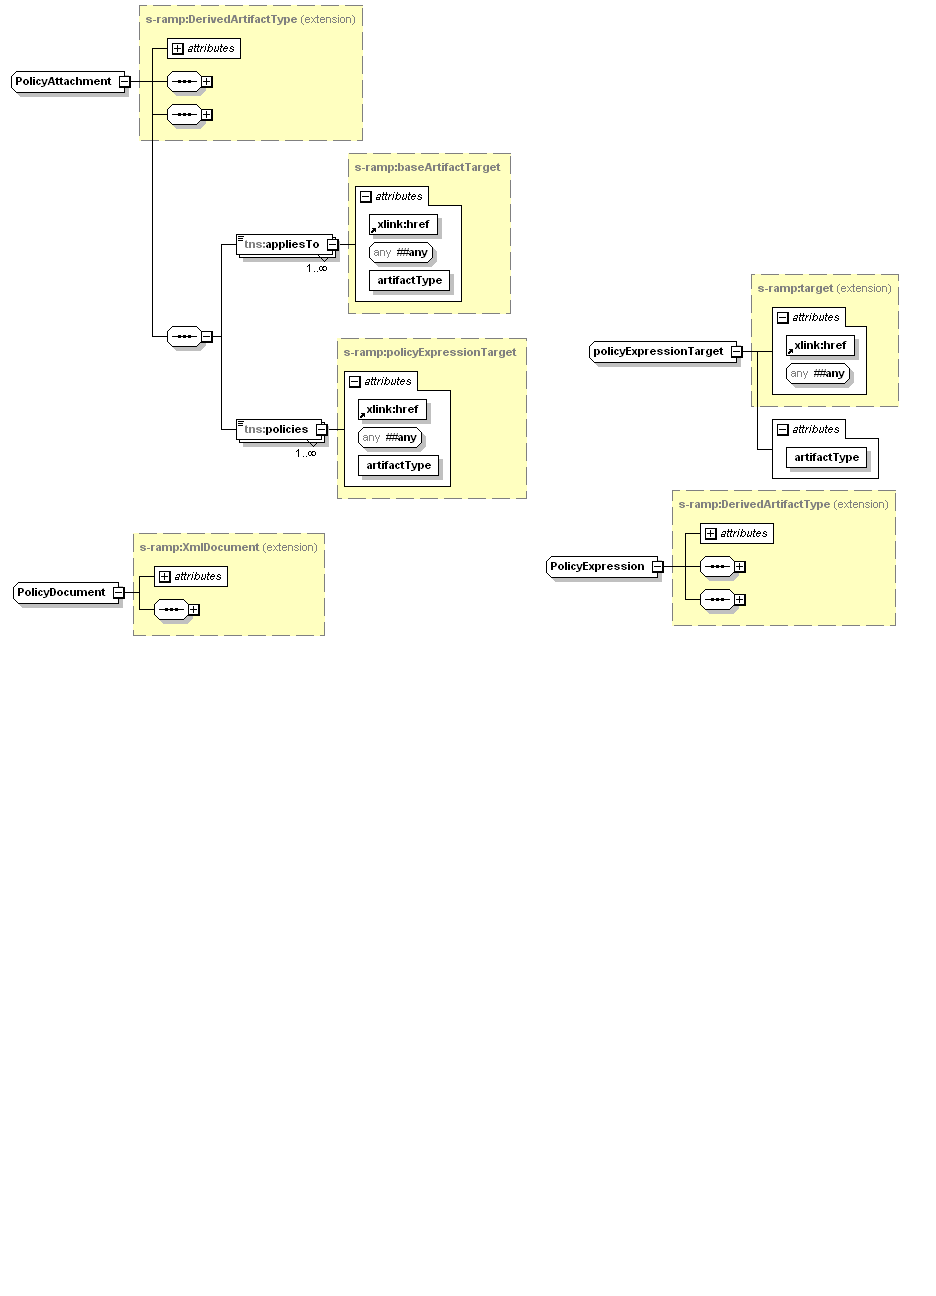 s-ramp:DerivedArtifactType (extension)
attributes
PolicyAttachment
s-ramp:baseArtifactTarget
attributes
xlink:href
tns:appliesTo
any ##any
1..∞
artifactType
s-ramp:policyExpressionTarget
attributes
xlink:href
tns:policies
any ##any
1..∞
artifactType
s-ramp:target (extension)
attributes
policyExpressionTarget
xlink:href
any ##any
attributes
artifactType
s-ramp:XmlDocument (extension)
attributes
PolicyDocument
s-ramp:DerivedArtifactType (extension)
attributes
PolicyExpression